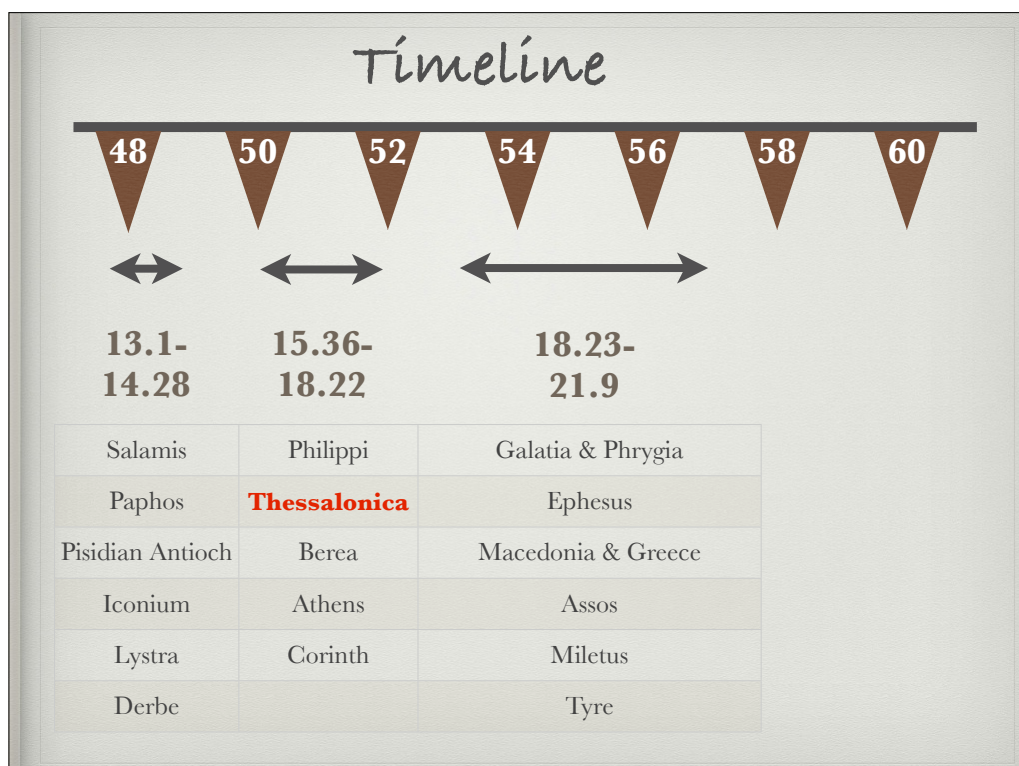 Timeline
48 50 52 54 56 58 60
13.1-
14.28
15.36-
18.22
18.23-
21.9
Salamis Philippi Galatia & Phrygia
Paphos Thessalonica Ephesus
Pisidian Antioch Berea Macedonia & Greece
Iconium Athens Assos
Lystra Corinth Miletus
Derbe Tyre